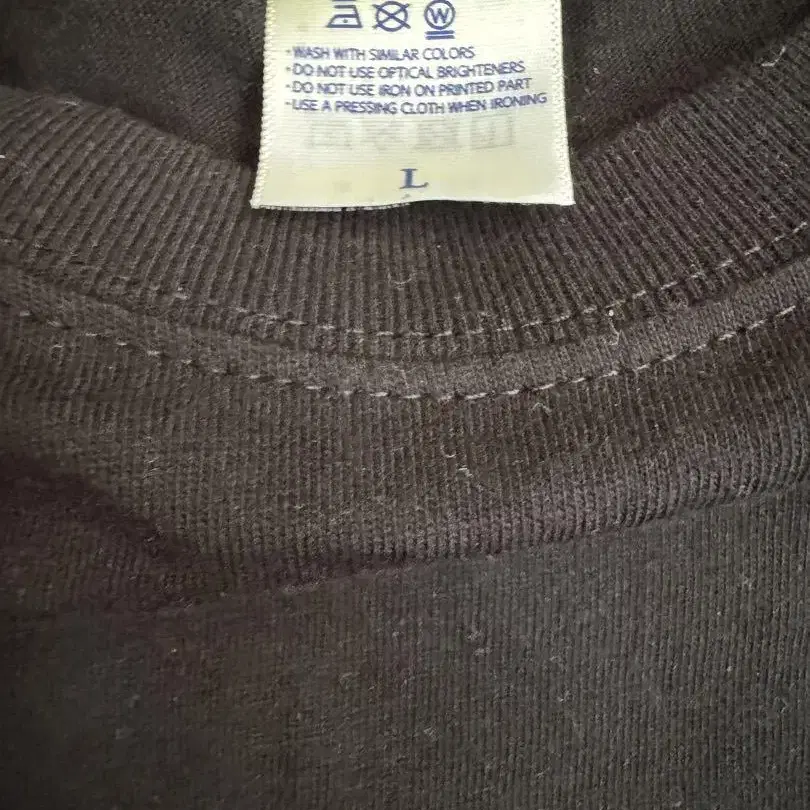 W
·WASH WITH SIMILAR COLORS
·DO NOT USE OPTICAL BRIGHTENERS
·DO NOT USE IRON ON PRINTED PART
·USE A PRESSING CLOTH WHEN IRONING
L